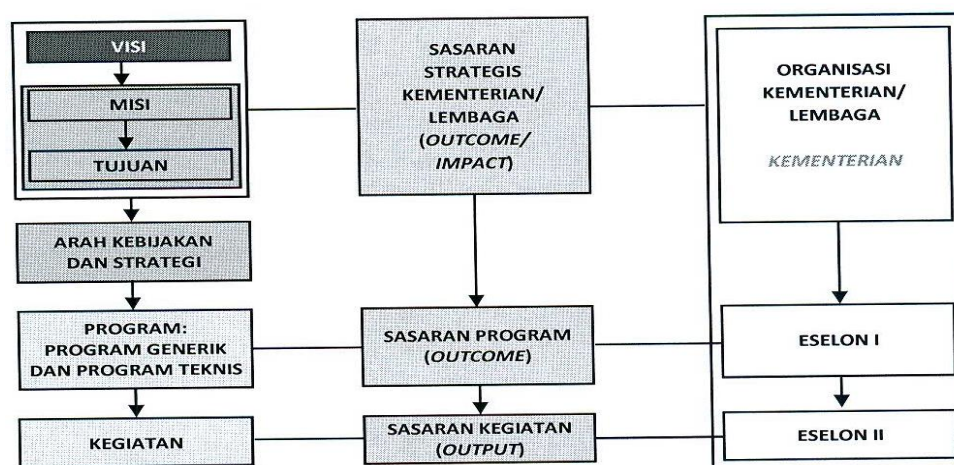 VISI
MISI
TUJUAN
ARAH KEBIJAKAN
DAN STRATEGI
PROGRAM:
PROGRAM GENERIK
DAN PROGRAM TEKNIS
KEGIATAN
SASARAN
STRATEGIS
KEMENTERIAN/
LEMBAGA
(OUTCOME/
IMPACT)
SASARAN PROGRAM
(OUTCOME)
SASARAN KEGIATAN
(OUTPUT)
ORGANISASI
KEMENTERIAN/
LEMBAGA
KEMENTERIAN
ESELON I
ESELON II